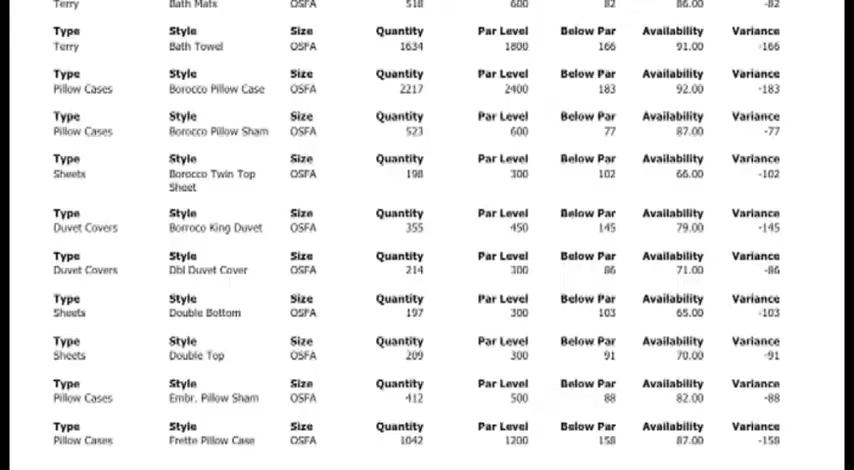 Terry Bath Mats OSFA 518 600 82 86.00 -82
Type Style Size Quantity Par Level Below Par Availability Variance
Terry Bath Towel OSFA 1634 1800 166 91.00 -166
Type Style Size Quantity Par Level Below Par Availability Variance
Pillow Cases Borocco Pillow Case OSFA 2217 2400 183 92.00 -183
Type Style Size Quantity Par Level Below Par Availability Variance
Pillow Cases Borocco Pillow Sham OSFA 523 600 77 87.00 -77
Type Style Size Quantity Par Level Below Par Availability Variance
Sheets Borocco Twin Top OSFA 198 300 102 66.00 -102
Sheet
Type Style Size Quantity Par Level Below Par Availability Variance
Duvet Covers Borroco King Duvet OSFA 355 450 145 79.00 -145
Type Style Size Quantity Par Level Below Par Availability Variance
Duvet Covers Dbl Duvet Cover OSFA 214 300 86 71.00 -86
Type Style Size Quantity Par Level Below Par Availability Variance
Sheets Double Bottom OSFA 197 300 103 65.00 -103
Type Style Size Quantity Par Level Below Par Availability Variance
Sheets Double Top OSFA 209 300 91 70.00 -91
Type Style Size Quantity Par Level Below Par Availability Variance
Pillow Cases Embr. Pillow Sham OSFA 412 500 88 82.00 -88
Type Style Size Quantity Par Level Below Par Availability Variance
Pillow Cases Frette Pillow Case OSFA 1042 1200 158 87.00 -158